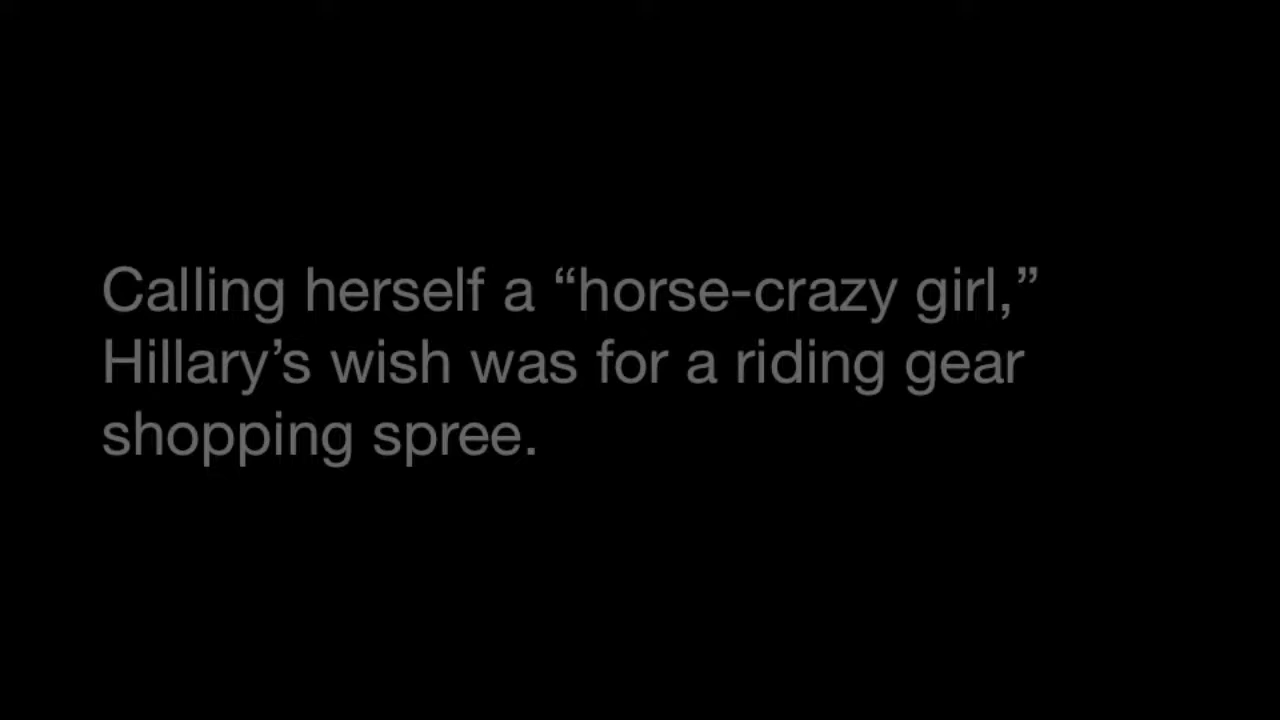 Calling herself a “horse-crazy girl,”
Hillary’s wish was for a riding gear
shopping spree.